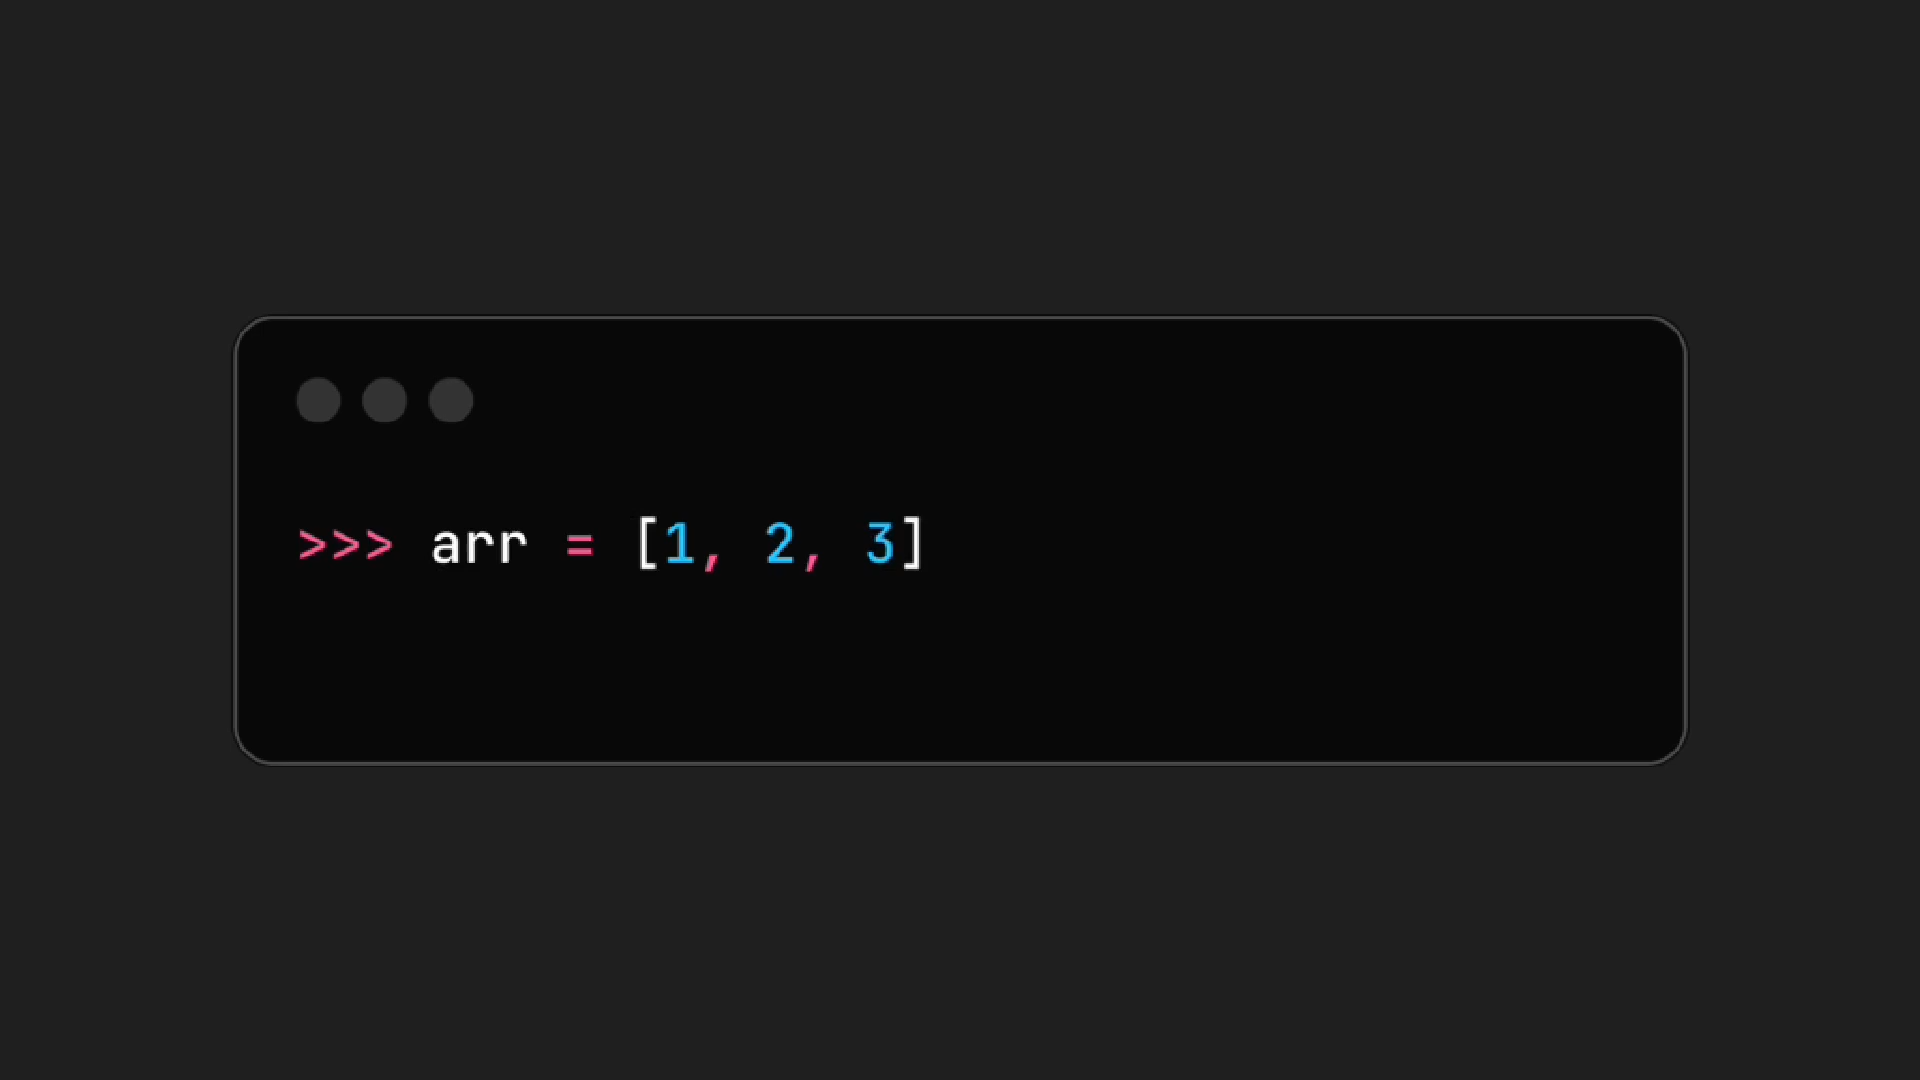 >>> arr = [1, 2, 3]